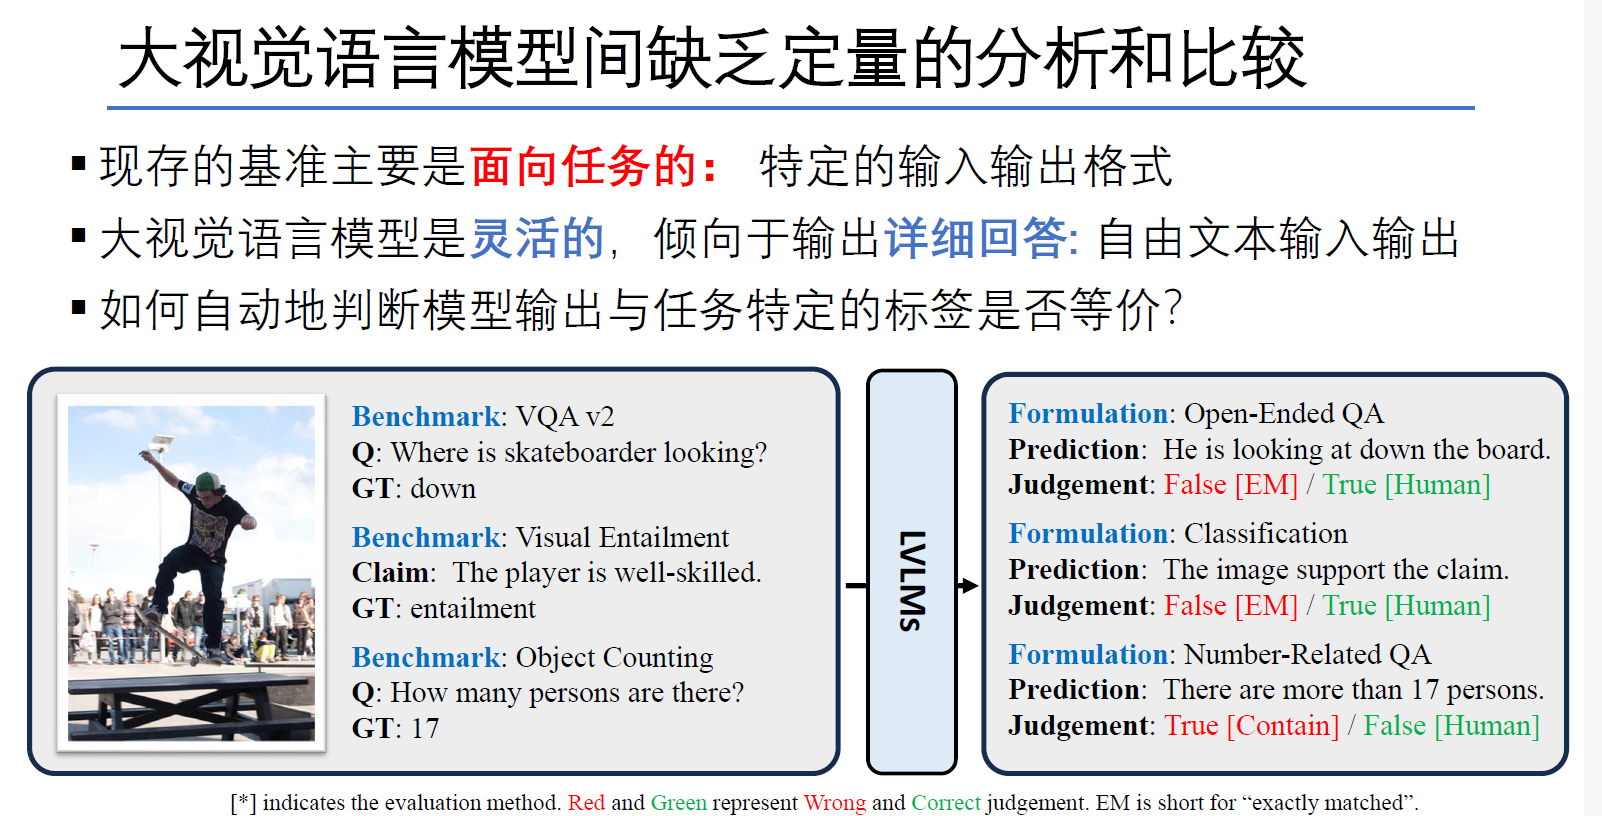 大视觉语言模型间缺乏定量的分析和比较
▪ 现存的基准主要是面向任务的： 特定的输入输出格式
▪ 大视觉语言模型是灵活的，倾向于输出详细回答: 自由文本输入输出
▪ 如何自动地判断模型输出与任务特定的标签是否等价？
Benchmark: VQA v2
Q: Where is skateboarder looking?
GT: down
Benchmark: Visual Entailment
Claim: The player is well-skilled.
GT: entailment
Benchmark: Object Counting
Q: How many persons are there?
GT: 17
LVLMs
Formulation: Open-Ended QA
Prediction: He is looking at down the board.
Judgement: False [EM] / True [Human]
Formulation: Classification
Prediction: The image support the claim.
Judgement: False [EM] / True [Human]
Formulation: Number-Related QA
Prediction: There are more than 17 persons.
Judgement: True [Contain] / False [Human]
[*] indicates the evaluation method. Red and Green represent Wrong and Correct judgement. EM is short for “exactly matched”.